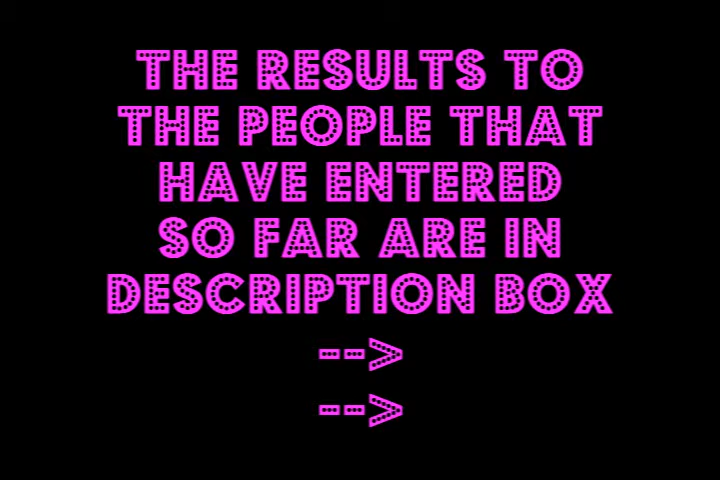 THE RESULTS TO
THE PEOPLE THAT
HAVE ENTERED
SO FAR ARE IN
DESCRIPTION BOX
-->
-->